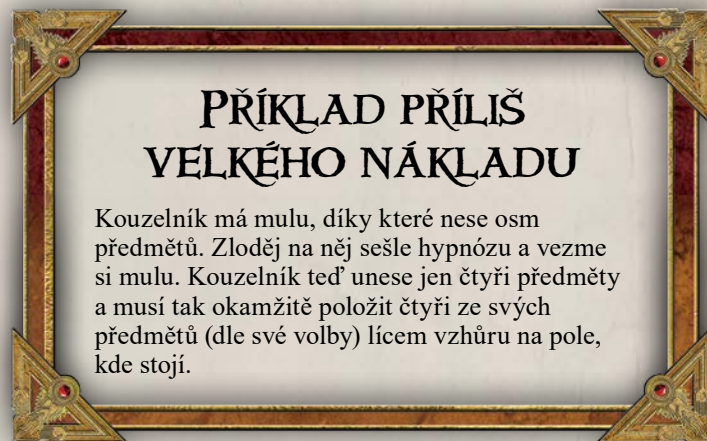 Příklad příliš
velkého nákladu
Kouzelník má mulu, díky které nese osm
předmětů. Zloděj na něj sešle hypnózu a vezme
si mulu. Kouzelník teď unese jen čtyři předměty
a musí tak okamžitě položit čtyři ze svých
předmětů (dle své volby) lícem vzhůru na pole,
kde stojí.